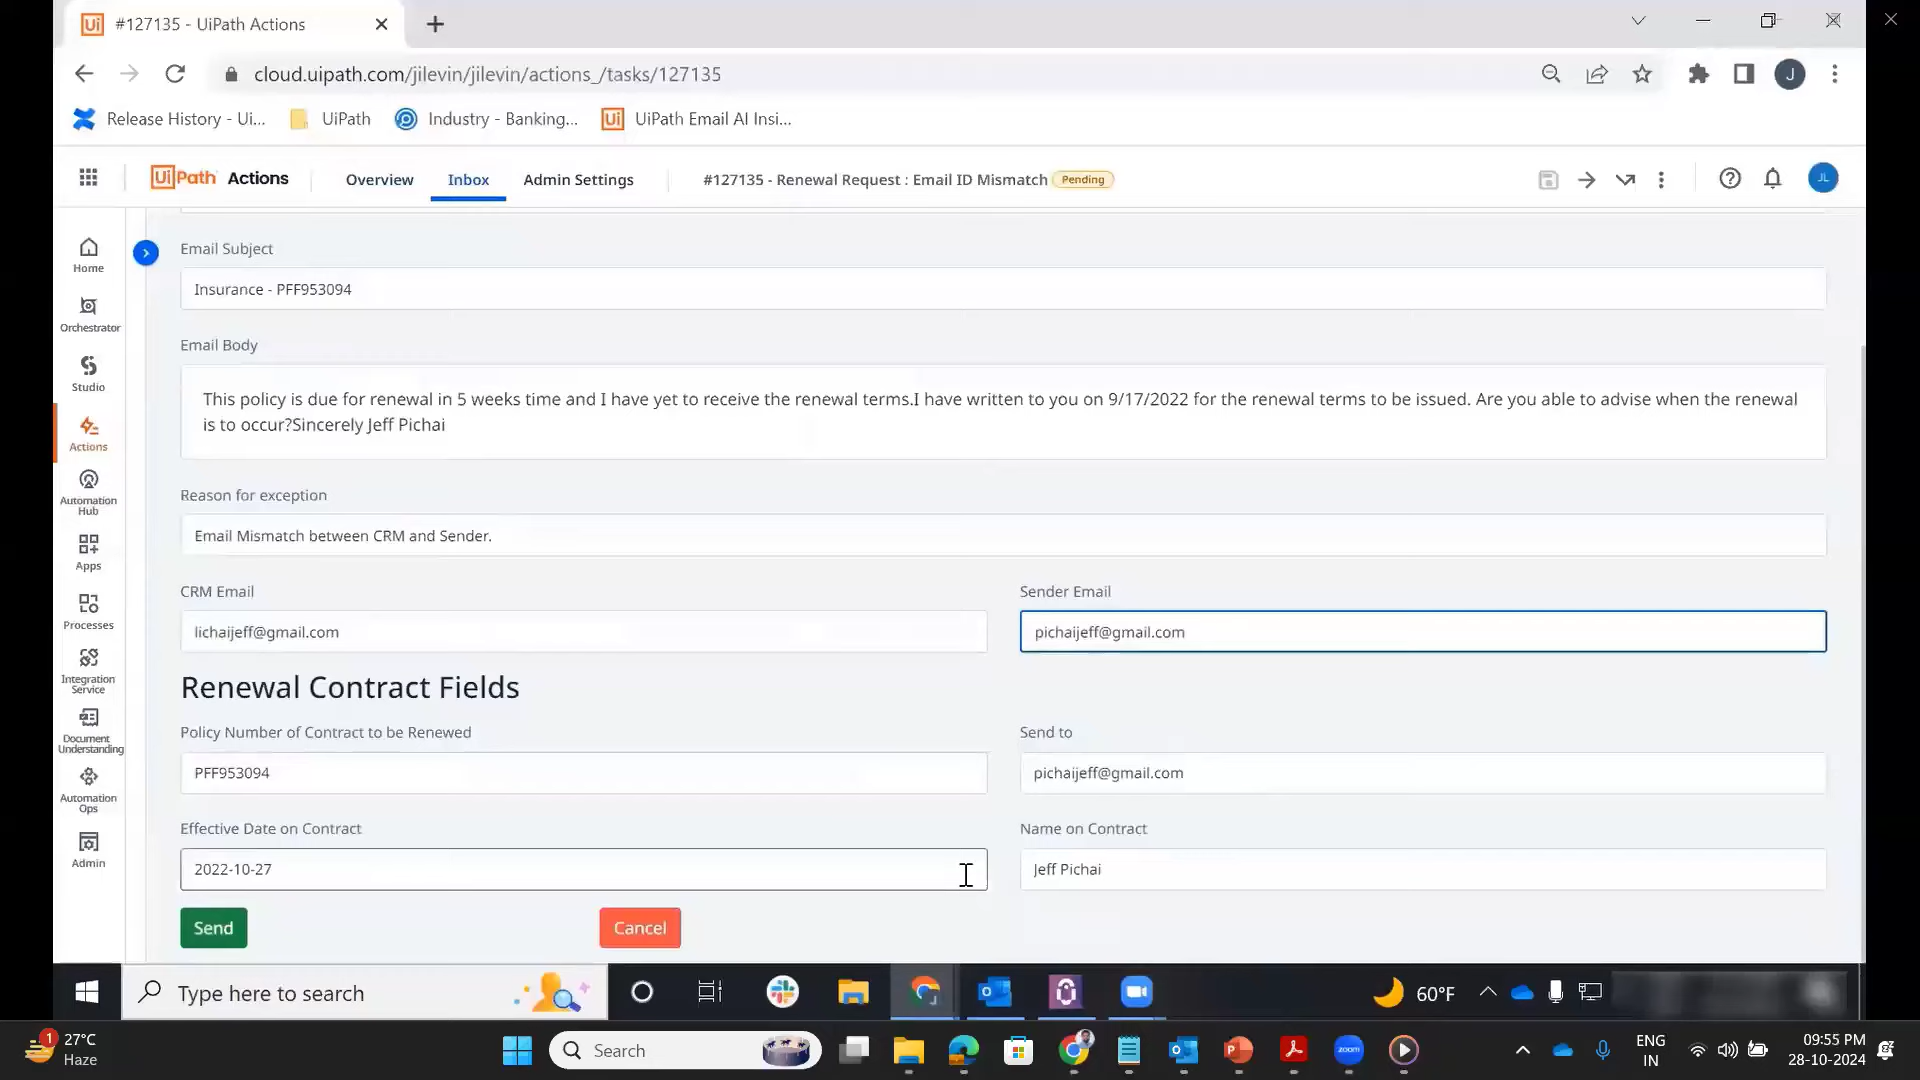 #127135 - UiPath Actions
cloud.uipath.com/jilevin/jilevin/actions_/tasks/127135
J
Release History - Ui...
UiPath
Industry - Banking...
UiPath Email AI Insi...
UiPath Actions
Overview
Inbox
Admin Settings
#127135 - Renewal Request : Email ID Mismatch
Pending
JL
Home
Orchestrator
Studio
Actions
Automation
Hub
Apps
Processes
Integration
Service
Document
Understanding
Automation
Ops
Admin
Email Subject
Insurance - PFF953094
Email Body
This policy is due for renewal in 5 weeks time and I have yet to receive the renewal terms.I have written to you on 9/17/2022 for the renewal terms to be issued. Are you able to advise when the renewal
is to occur?Sincerely Jeff Pichai
Reason for exception
Email Mismatch between CRM and Sender.
CRM Email
Sender Email
lichaijeff@gmail.com
pichaijeff@gmail.com
Renewal Contract Fields
Policy Number of Contract to be Renewed
Send to
PFF953094
pichaijeff@gmail.com
Effective Date on Contract
Name on Contract
2022-10-27
Jeff Pichai
Send
Cancel
Type here to search
60°F
1
27°C
Haze
Search
zoom
ENG
IN
09:55 PM
28-10-2024